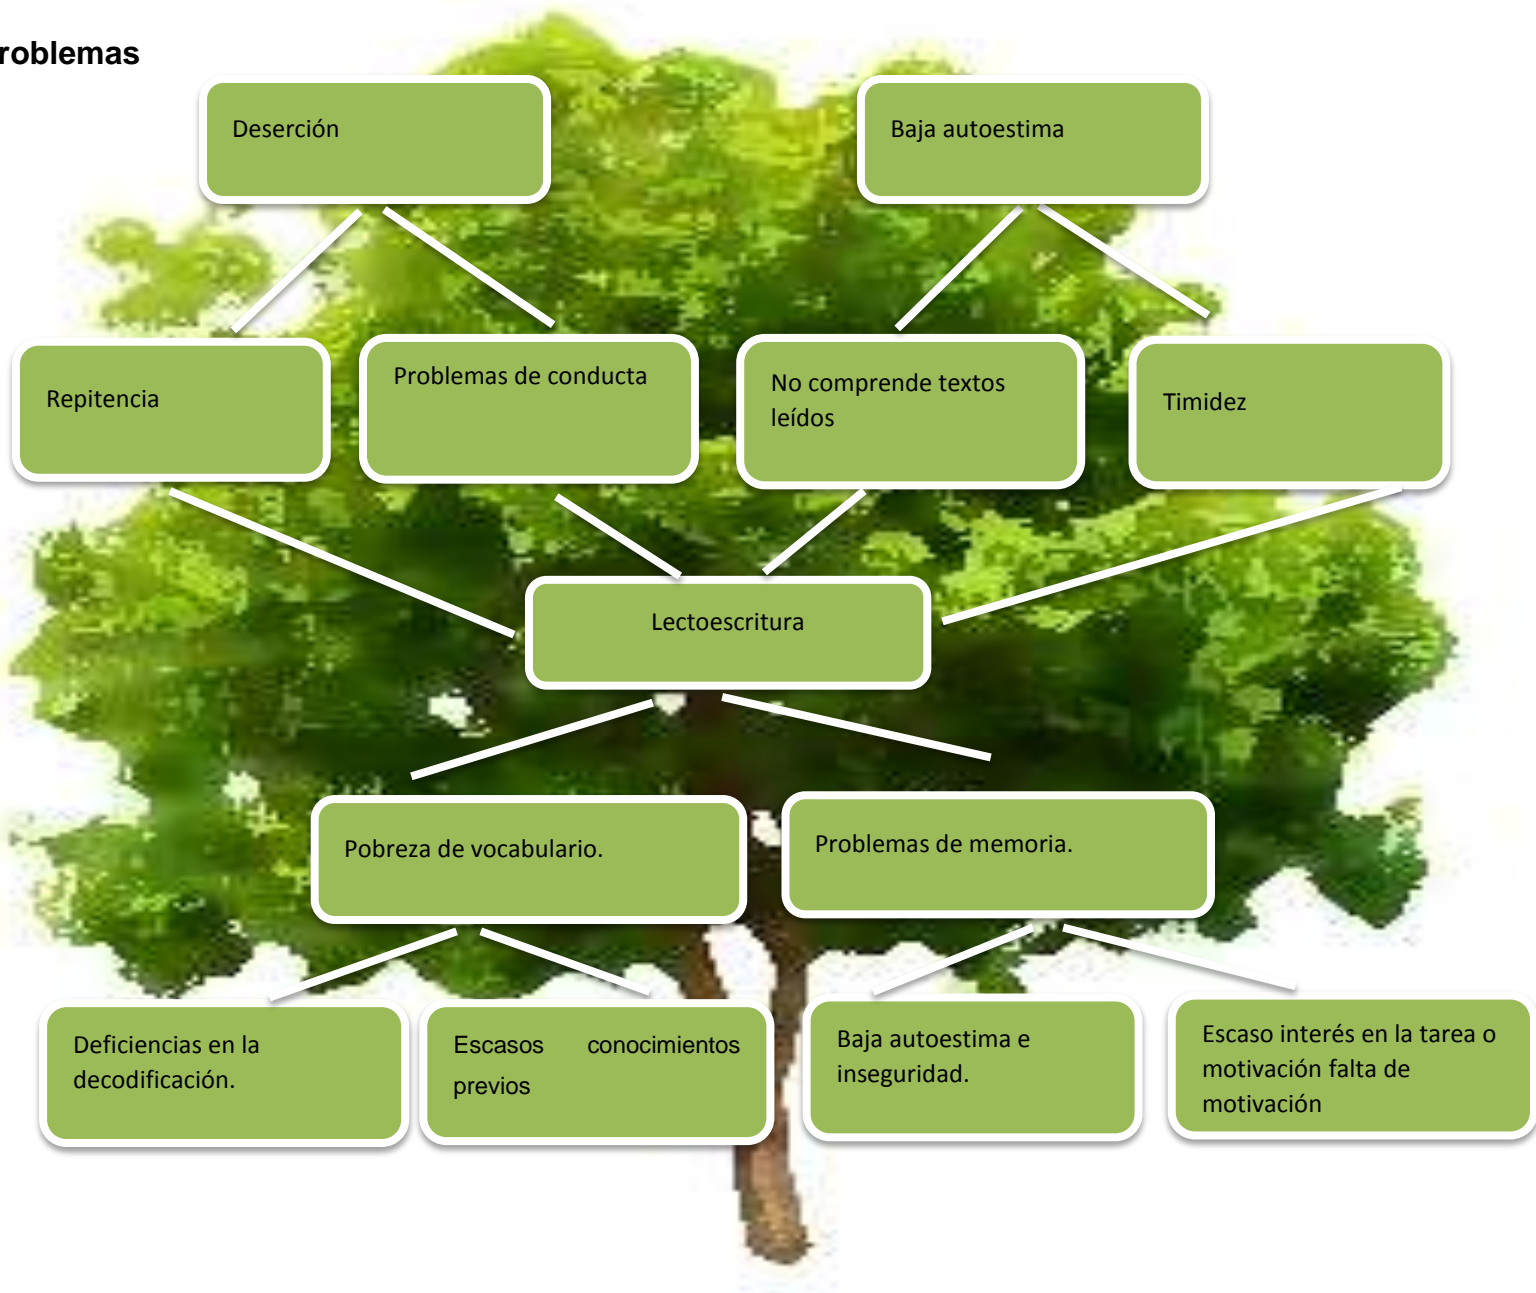 roblemas
Deserción
Baja autoestima
Repitencia
Problemas de conducta
No comprende textos
leídos
Timidez
Lectoescritura
Pobreza de vocabulario.
Problemas de memoria.
Deficiencias en la
decodificación.
Escasos conocimientos
previos
Baja autoestima e
inseguridad.
Escaso interés en la tarea o
motivación falta de
motivación